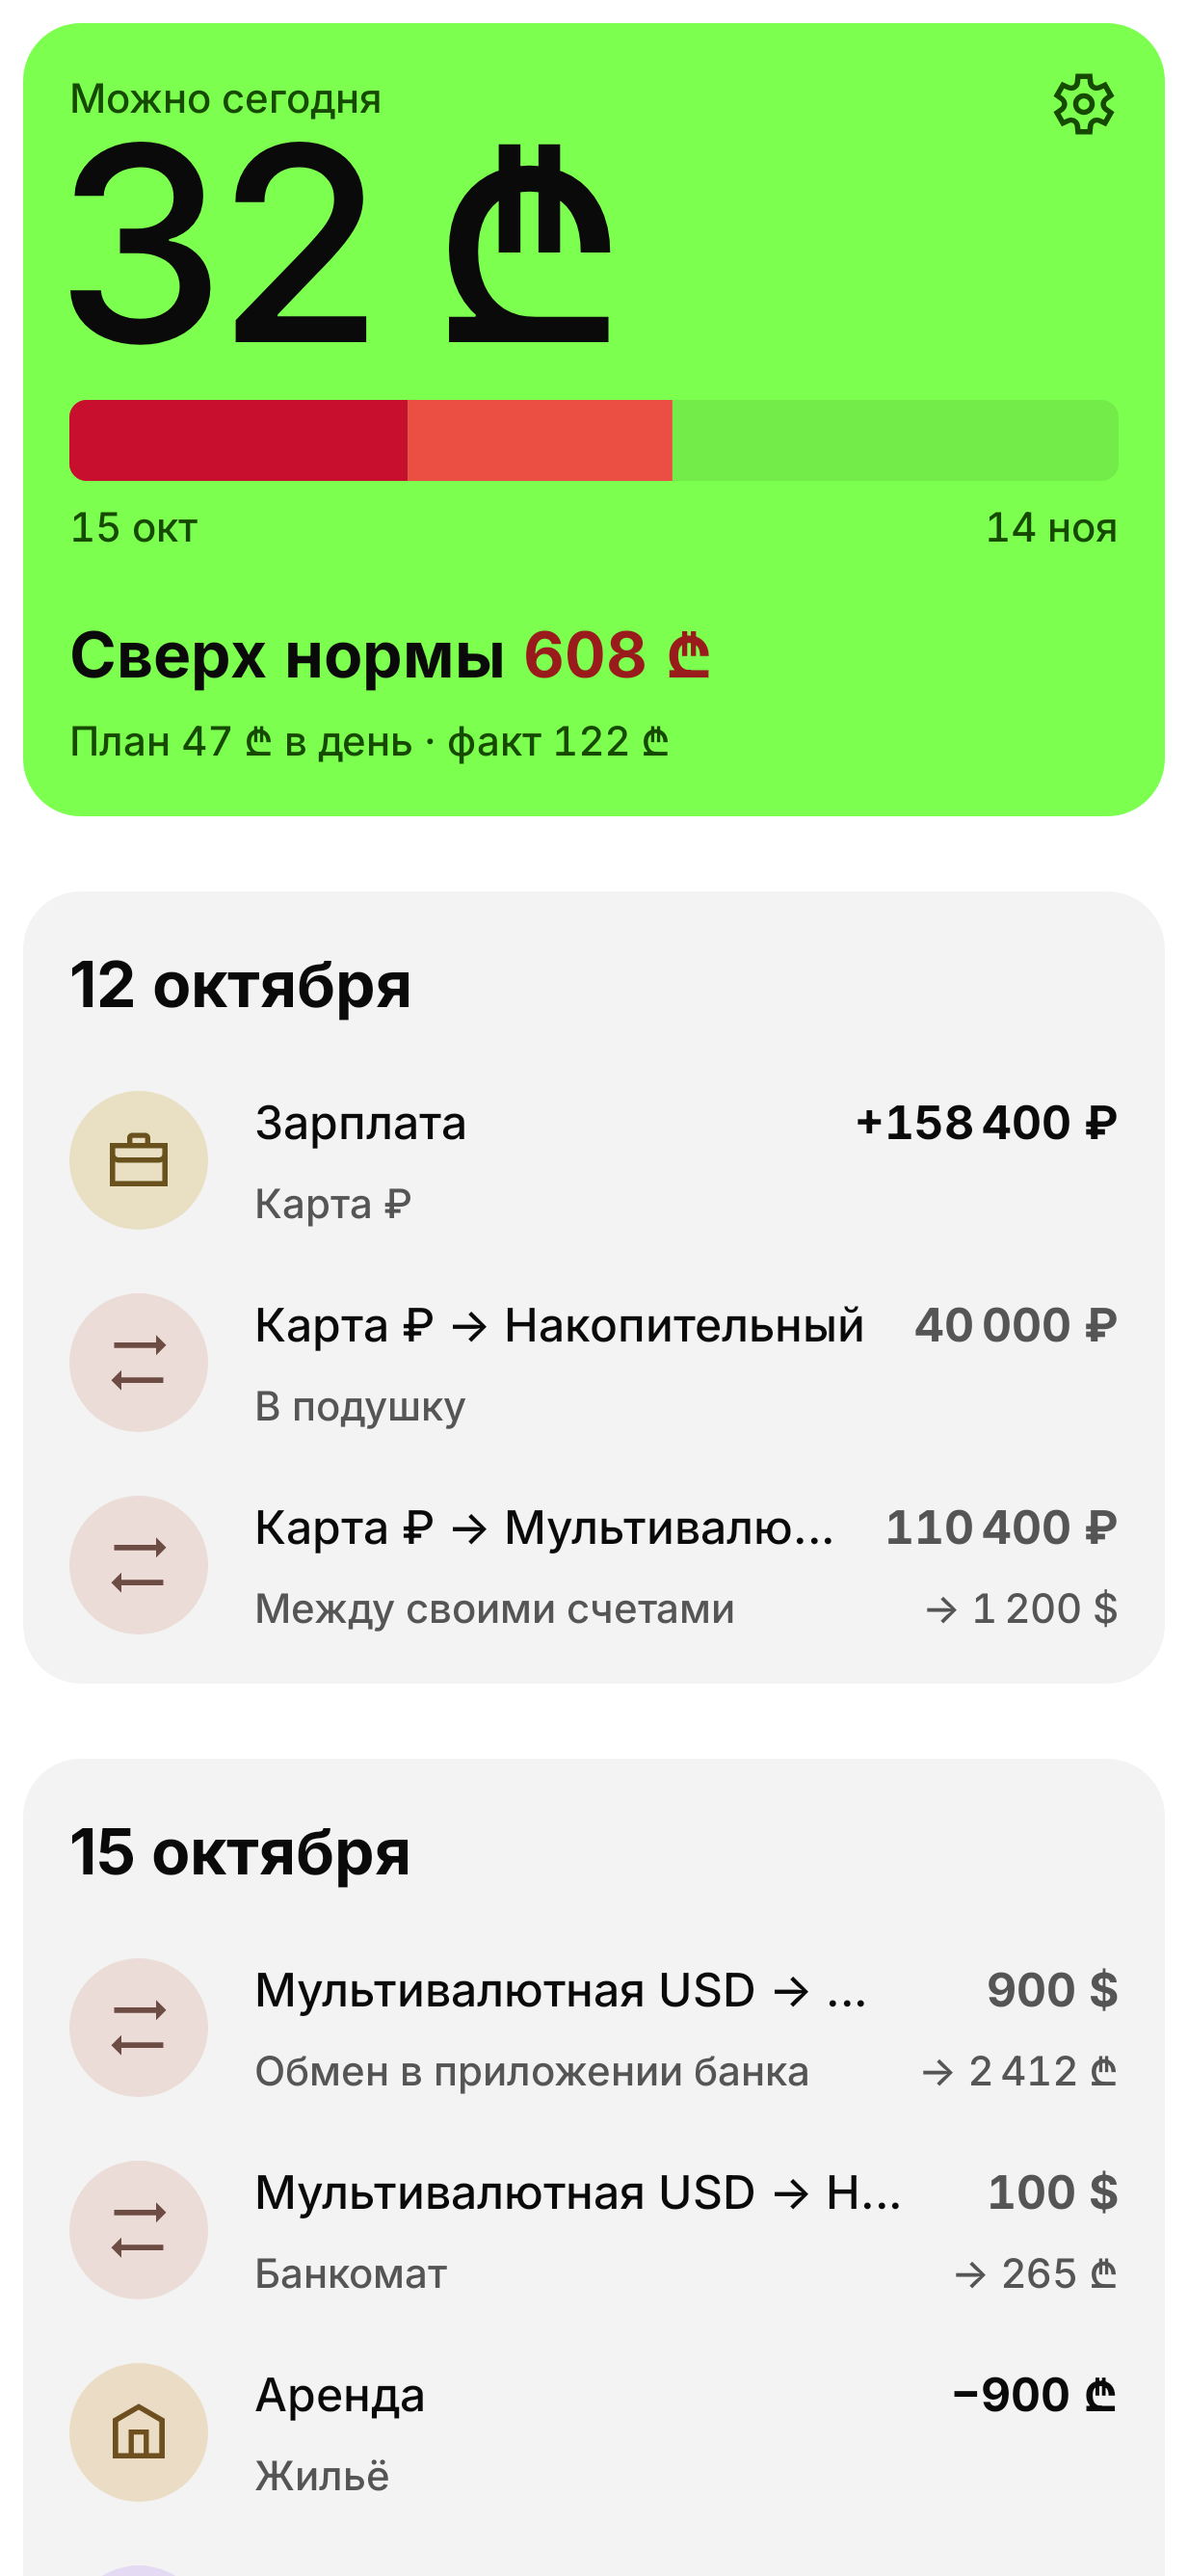 Можно сегодня
32 ₾
15 окт
14 ноя
Сверх нормы 608 ₾
План 47 ₾ в день · факт 122 ₾
12 октября
Зарплата
+158 400 ₽
Карта ₽
Карта ₽ → Накопительный
40 000 ₽
В подушку
Карта ₽ → Мультивалю...
110 400 ₽
Между своими счетами
→ 1 200 $
15 октября
Мультивалютная USD → ...
900 $
Обмен в приложении банка
→ 2 412 ₾
Мультивалютная USD → Н...
100 $
Банкомат
→ 265 ₾
Аренда
−900 ₾
Жильё